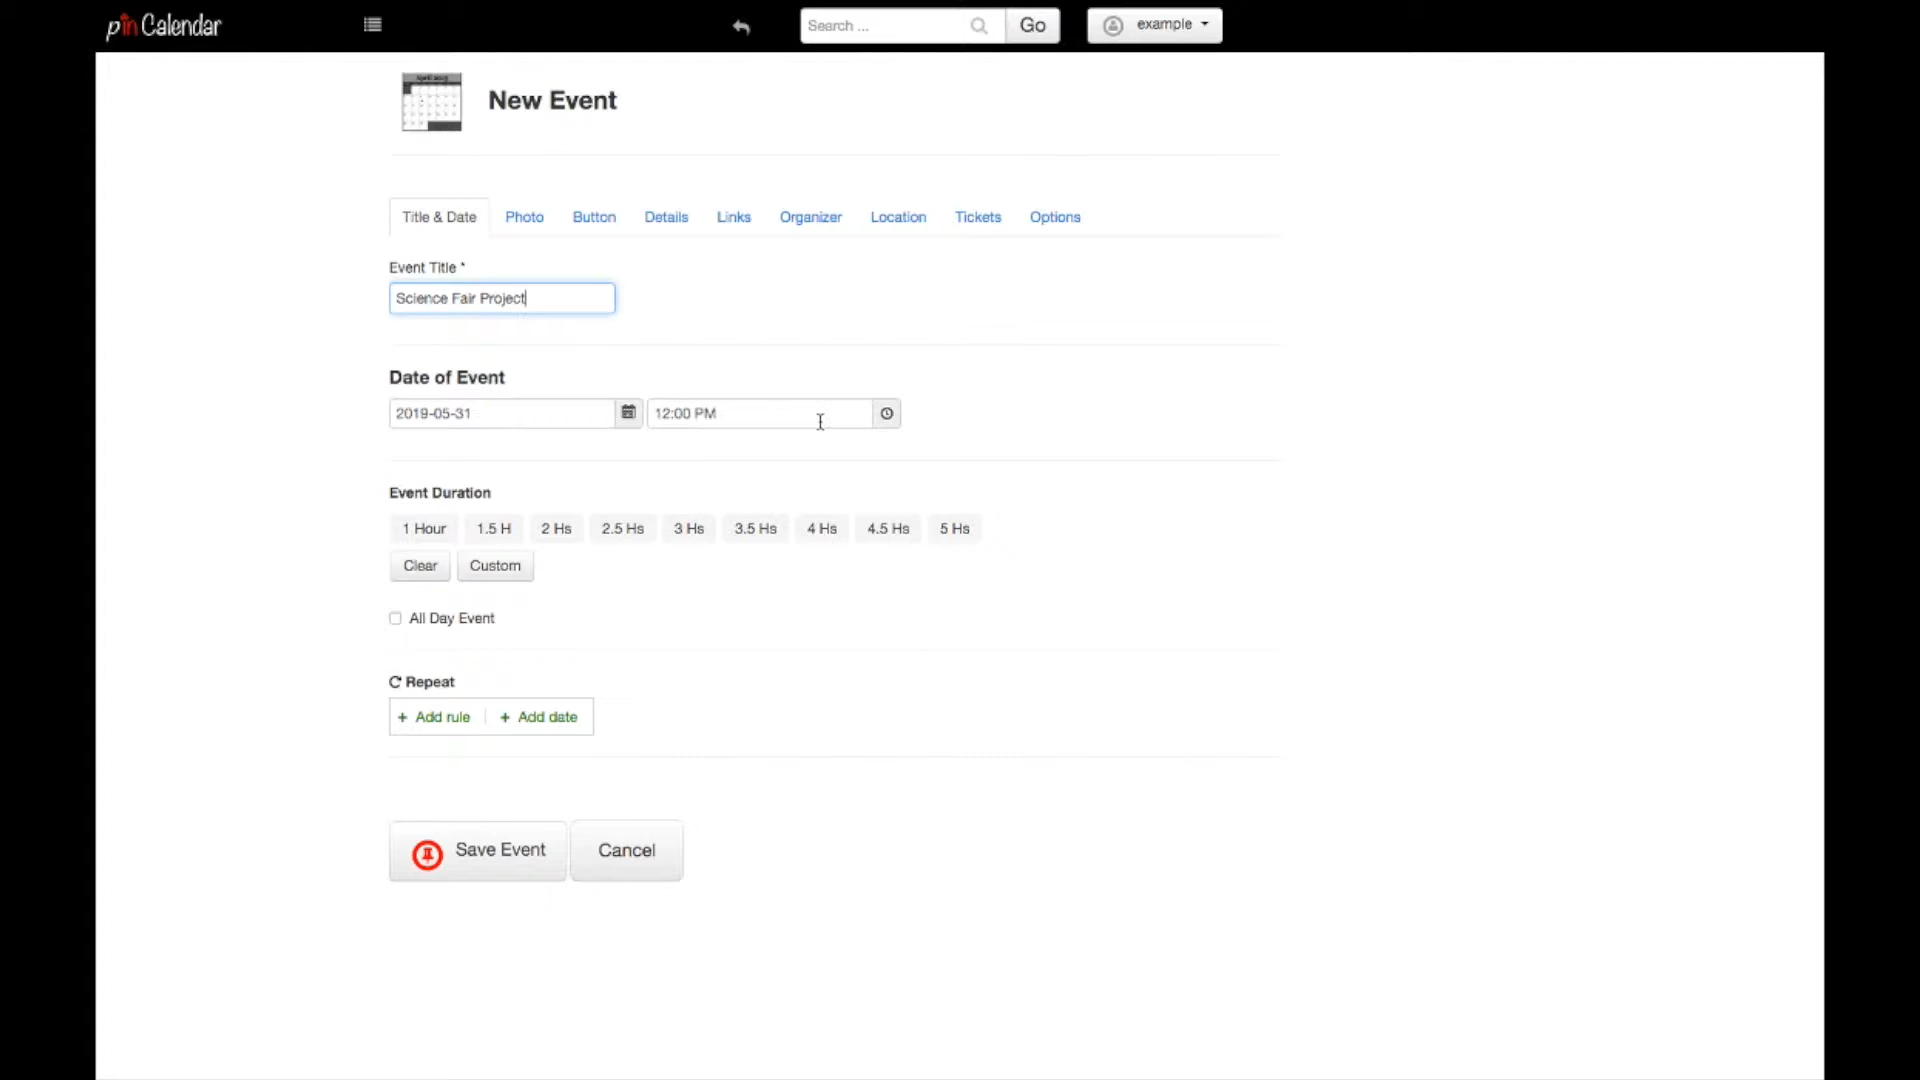 pinCalendar
Search ... Go example
New Event
Title & Date Photo Button Details Links Organizer Location Tickets Options
Event Title *
Science Fair Project
Date of Event
2019-05-31 12:00 PM
Event Duration
1 Hour 1.5 H 2 Hs 2.5 Hs 3 Hs 3.5 Hs 4 Hs 4.5 Hs 5 Hs
Clear Custom
All Day Event
Repeat
+ Add rule + Add date
Save Event Cancel